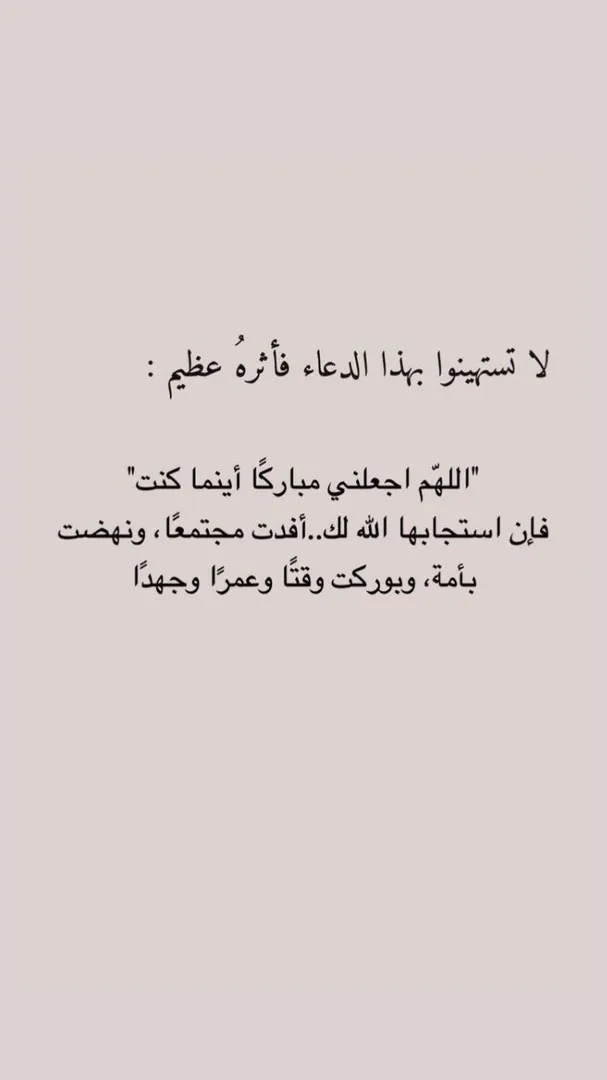 لا تستهينوا بهذا الدعاء فأثرهُ عظيم :
"اللهّم اجعلني مباركًا أينما كنت"
فإن استجابها الله لك..أفدت مجتمعًا، ونهضت
بأمة، وبوركت وقتًا وعمرًا وجهدًا